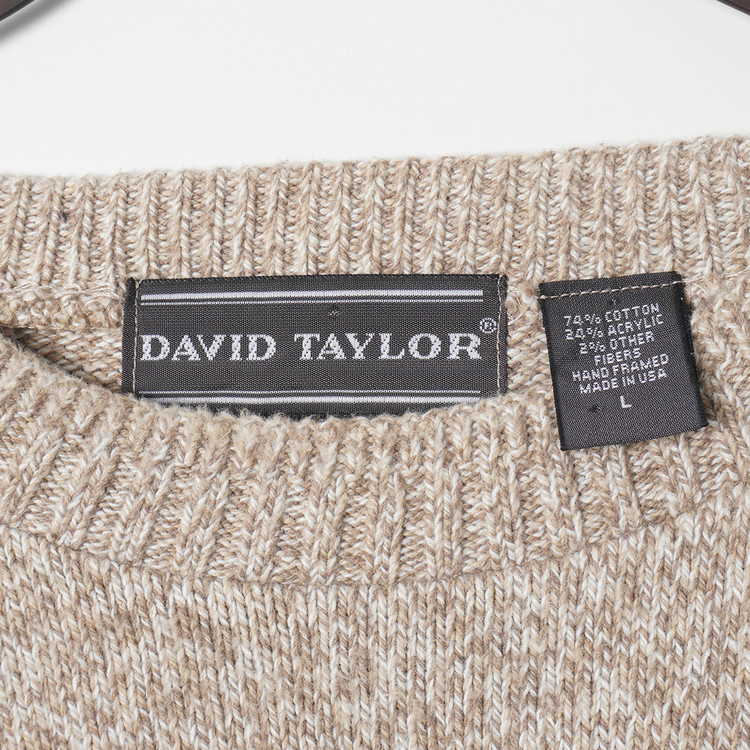 DAVID TAYLOR®
74% COTTON
24% ACRYLIC
2% OTHER
FIBERS
HAND FRAMED
MADE IN USA
L